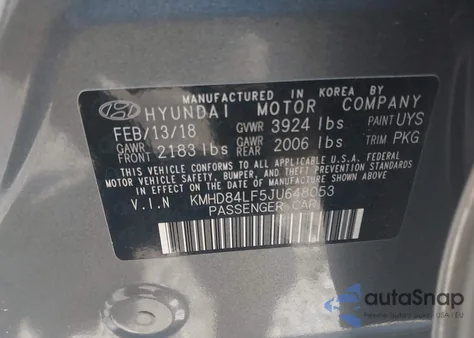 MANUFACTURED IN KOREA BY
HYUNDAI MOTOR COMPANY
FEB/13/18 GVWR 3924 lbs PAINT UYS
GAWR FRONT 2183 lbs GAWR REAR 2006 lbs TRIM PKG
THIS VEHICLE CONFORMS TO ALL APPLICABLE U.S.A. FEDERAL
MOTOR VEHICLE SAFETY, BUMPER, AND THEFT PREVENTION STANDARDS
IN EFFECT ON THE DATE OF MANUFACTURE SHOWN ABOVE.
V.I.N KMHD84LF5JU648053
PASSENGER CAR
autoSnap